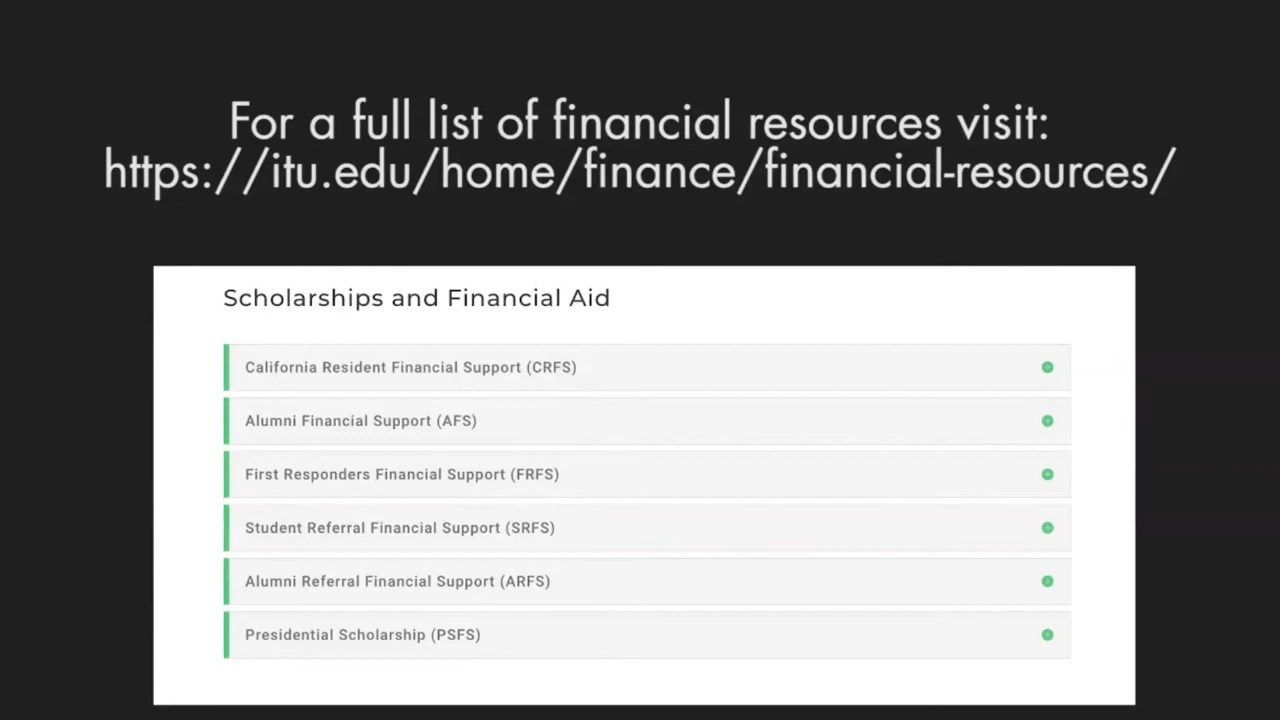 For a full list of financial resources visit:
https://itu.edu/home/finance/financial-resources/
Scholarships and Financial Aid
California Resident Financial Support (CRFS)
Alumni Financial Support (AFS)
First Responders Financial Support (FRFS)
Student Referral Financial Support (SRFS)
Alumni Referral Financial Support (ARFS)
Presidential Scholarship (PSFS)